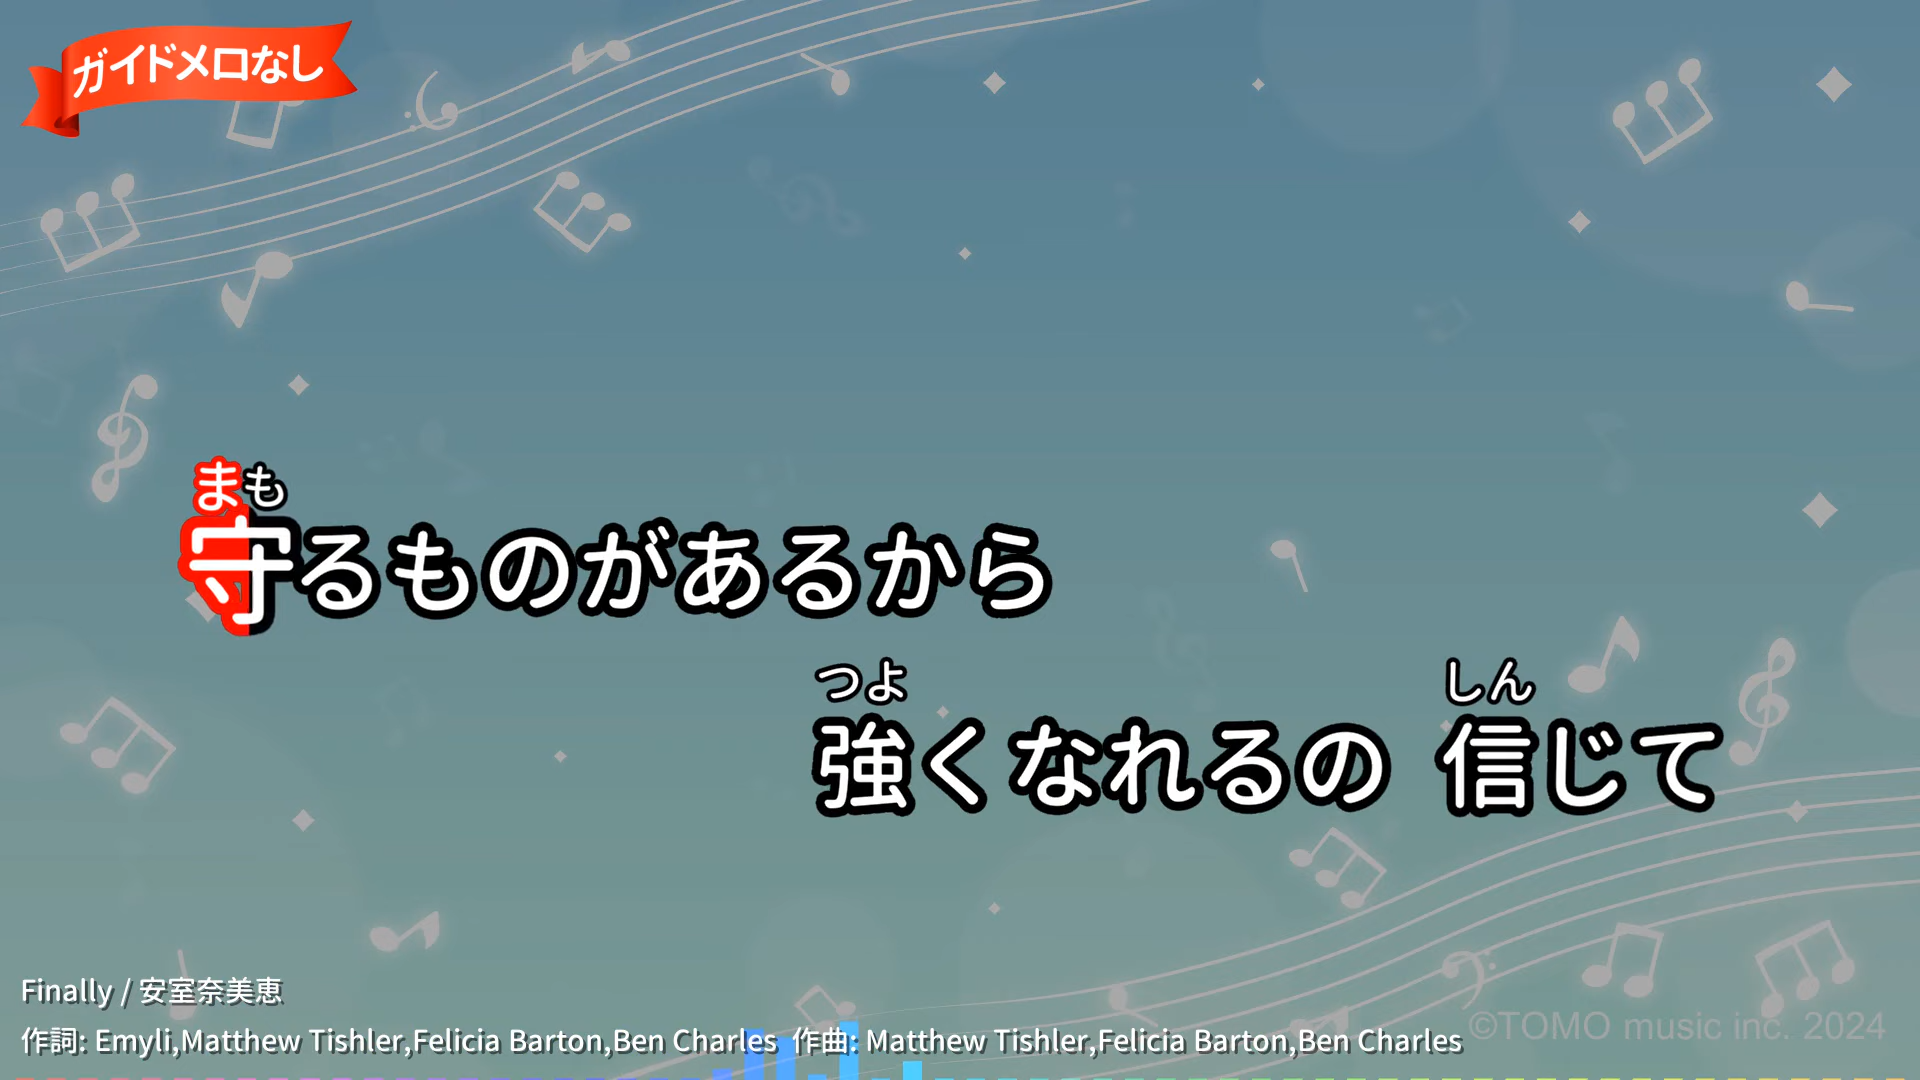 ガイドメロなし
まも
守るものがあるから
つよ しん
強くなれるの 信じて
Finally / 安室奈美恵
作詞: Emyli,Matthew Tishler,Felicia Barton,Ben Charles 作曲: Matthew Tishler,Felicia Barton,Ben Charles
©TOMO music inc. 2024